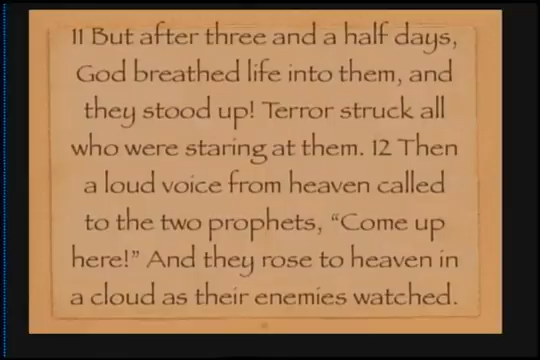 11 But after three and a half days,
God breathed life into them, and
they stood up! Terror struck all
who were staring at them. 12 Then
a loud voice from heaven called
to the two prophets, “Come up
here!” And they rose to heaven in
a cloud as their enemies watched.